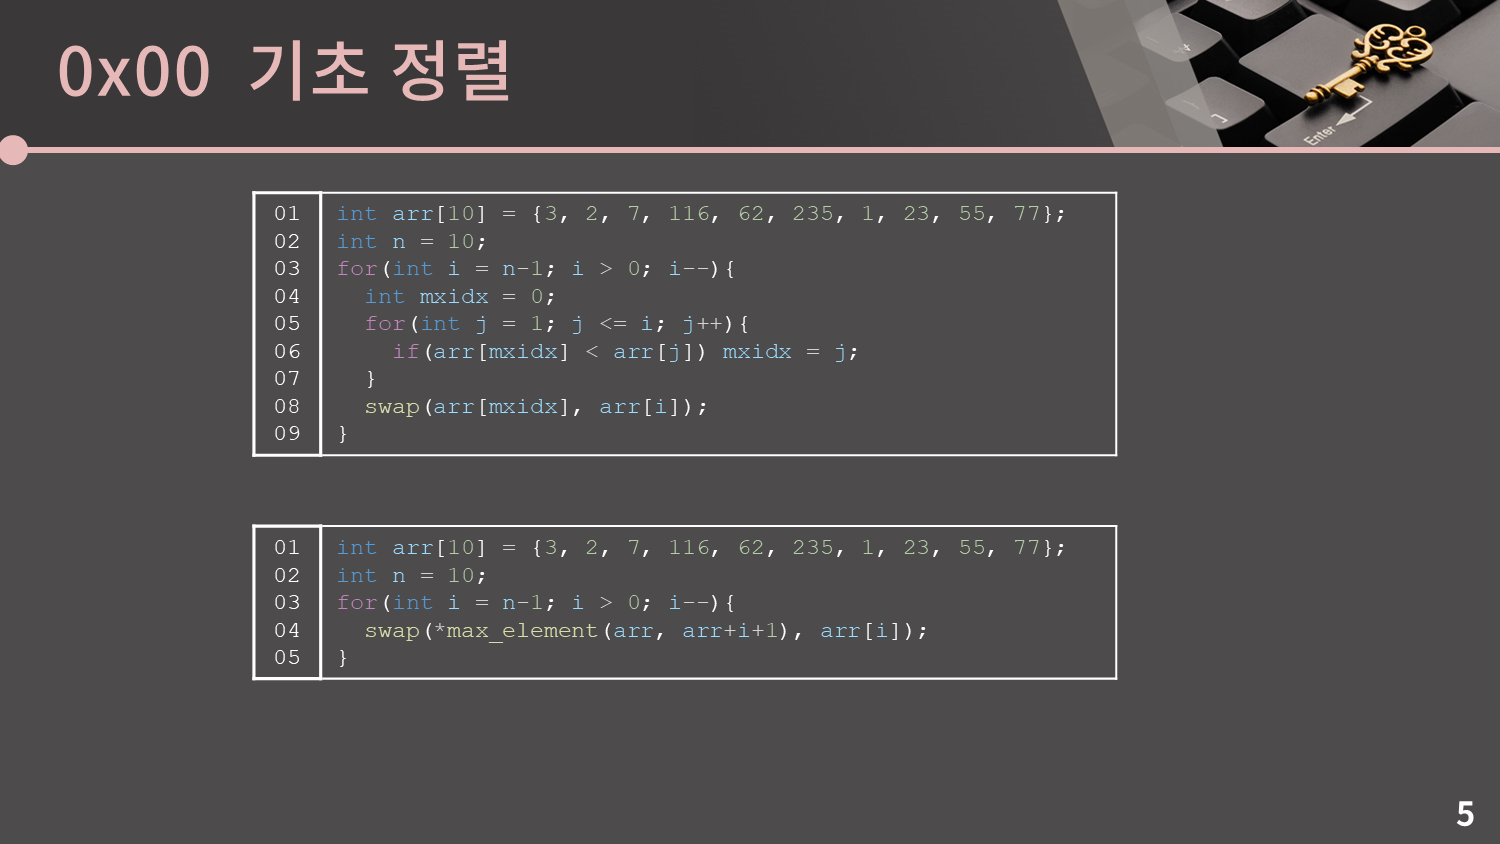 0x00 기초 정렬
Enter
01 int arr[10] = {3, 2, 7, 116, 62, 235, 1, 23, 55, 77};
02 int n = 10;
03 for(int i = n-1; i > 0; i--){
04   int mxidx = 0;
05   for(int j = 1; j <= i; j++){
06     if(arr[mxidx] < arr[j]) mxidx = j;
07   }
08   swap(arr[mxidx], arr[i]);
09 }
01 int arr[10] = {3, 2, 7, 116, 62, 235, 1, 23, 55, 77};
02 int n = 10;
03 for(int i = n-1; i > 0; i--){
04   swap(*max_element(arr, arr+i+1), arr[i]);
05 }
5